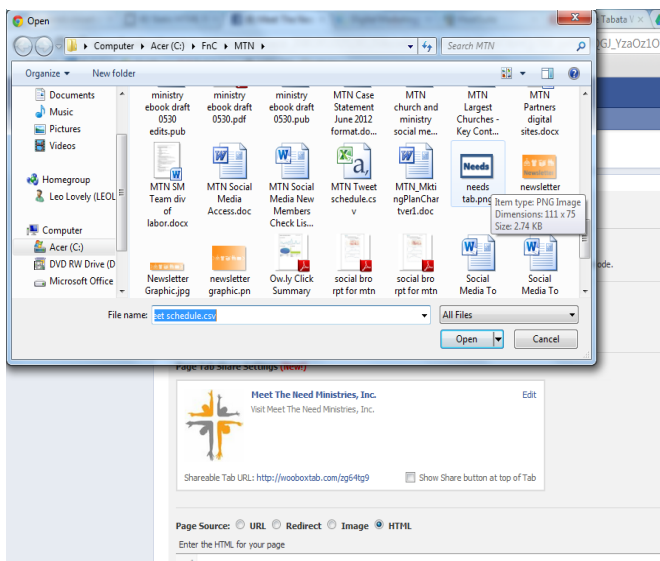 Open
Tabata V
Computer ▸ Acer (C:) ▸ FnC ▸ MTN ▸
Search MTN
QGJ_YzaOz1O
Organize ▾ New folder
Documents
Music
Pictures
Videos
Homegroup
Leo Lovely (LEOL
Computer
Acer (C:)
DVD RW Drive (D
Microsoft Office
ministry ebook draft 0530 edits.pub
ministry ebook draft 0530.pdf
ministry ebook draft 0530.pub
MTN Case Statement June 2012 format.do...
MTN church and ministry social me...
MTN Largest Churches - Key Cont...
MTN Partners digital sites.docx
MTN SM Team div of labor.docx
MTN Social Media Access.doc
MTN Social Media New Members Check Lis...
MTN Tweet schedule.csv
MTN_MktingPlanChartver1.doc
Needs
needs tab.png
Newsletter
newsletter
Item type: PNG Image
Dimensions: 111 x 75
Size: 2.74 KB
Newsletter Graphic.jpg
newsletter graphic.pn
Ow.ly Click Summary
social bro rpt for mtn
social bro rpt for mtn
Social Media To
Social Media To
ode.
File name: eet schedule.csv
All Files
Open
Cancel
Page Tab Share Settings (New!)
Meet The Need Ministries, Inc.
Edit
Visit Meet The Need Ministries, Inc.
Shareable Tab URL: http://wooboxtab.com/zg64tg9
Show Share button at top of Tab
Page Source: URL Redirect Image HTML
Enter the HTML for your page